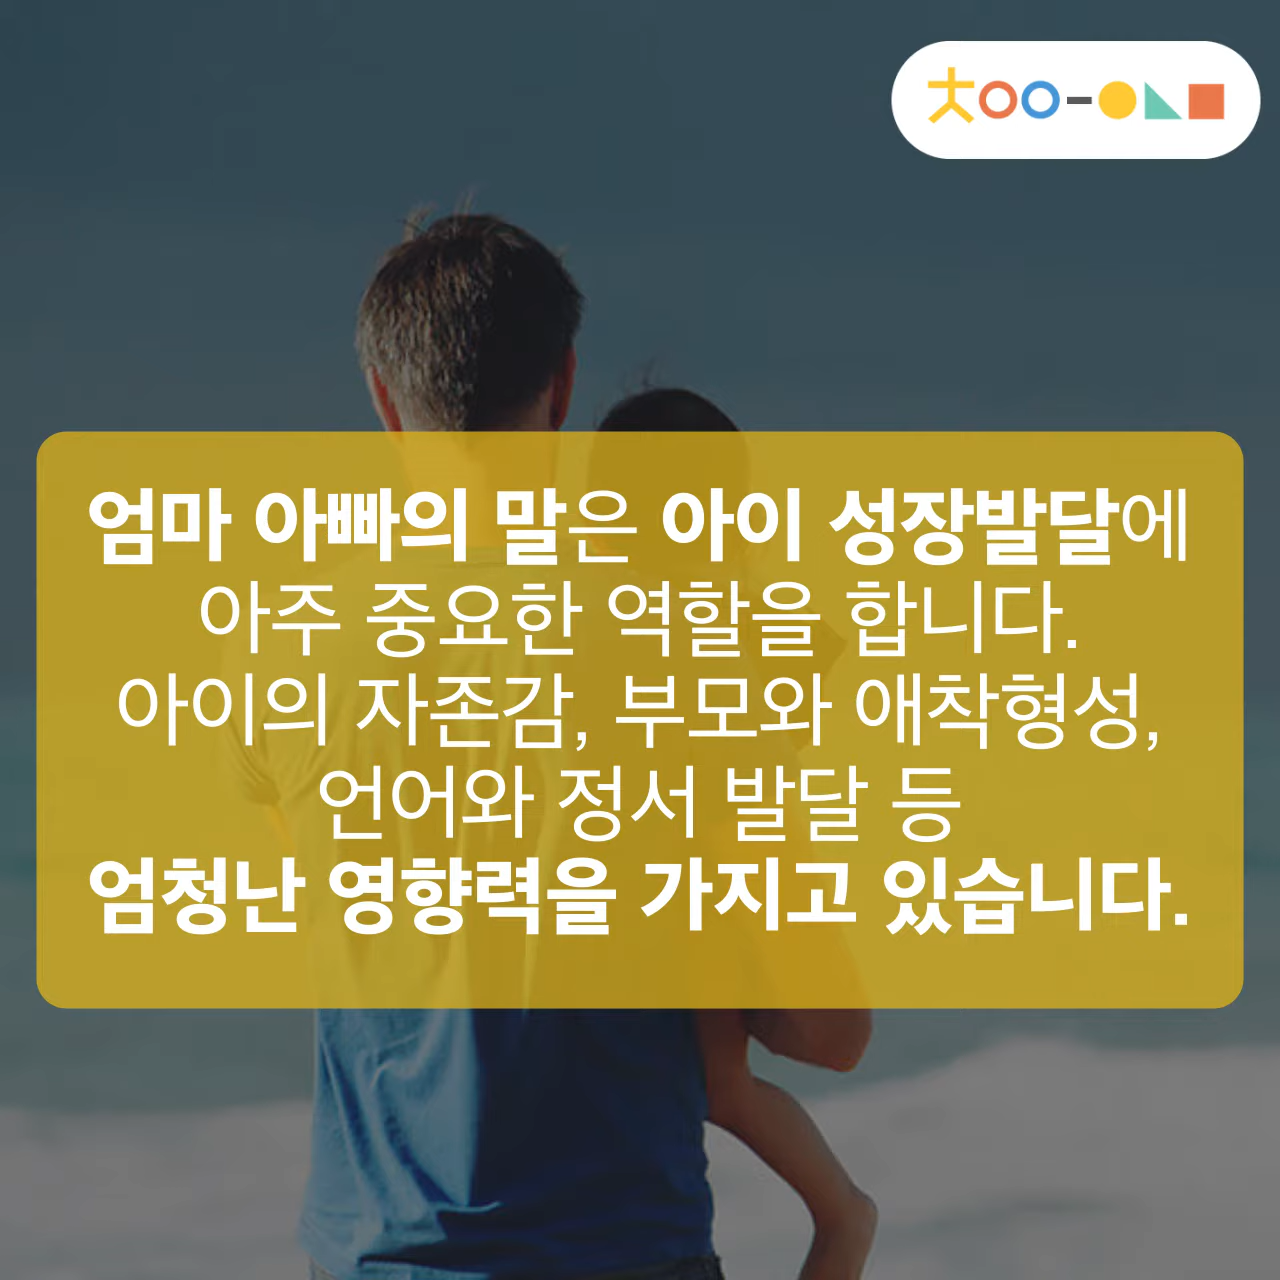 엄마 아빠의 말은 아이 성장발달에
아주 중요한 역할을 합니다.
아이의 자존감, 부모와 애착형성,
언어와 정서 발달 등
엄청난 영향력을 가지고 있습니다.